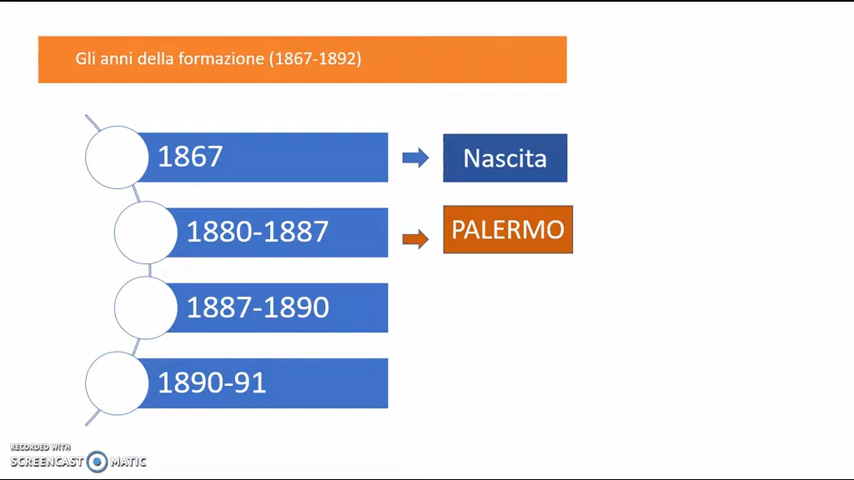 Gli anni della formazione (1867-1892)
1867
Nascita
1880-1887
PALERMO
1887-1890
1890-91
RECORDED WITH
SCREENCAST MATIC